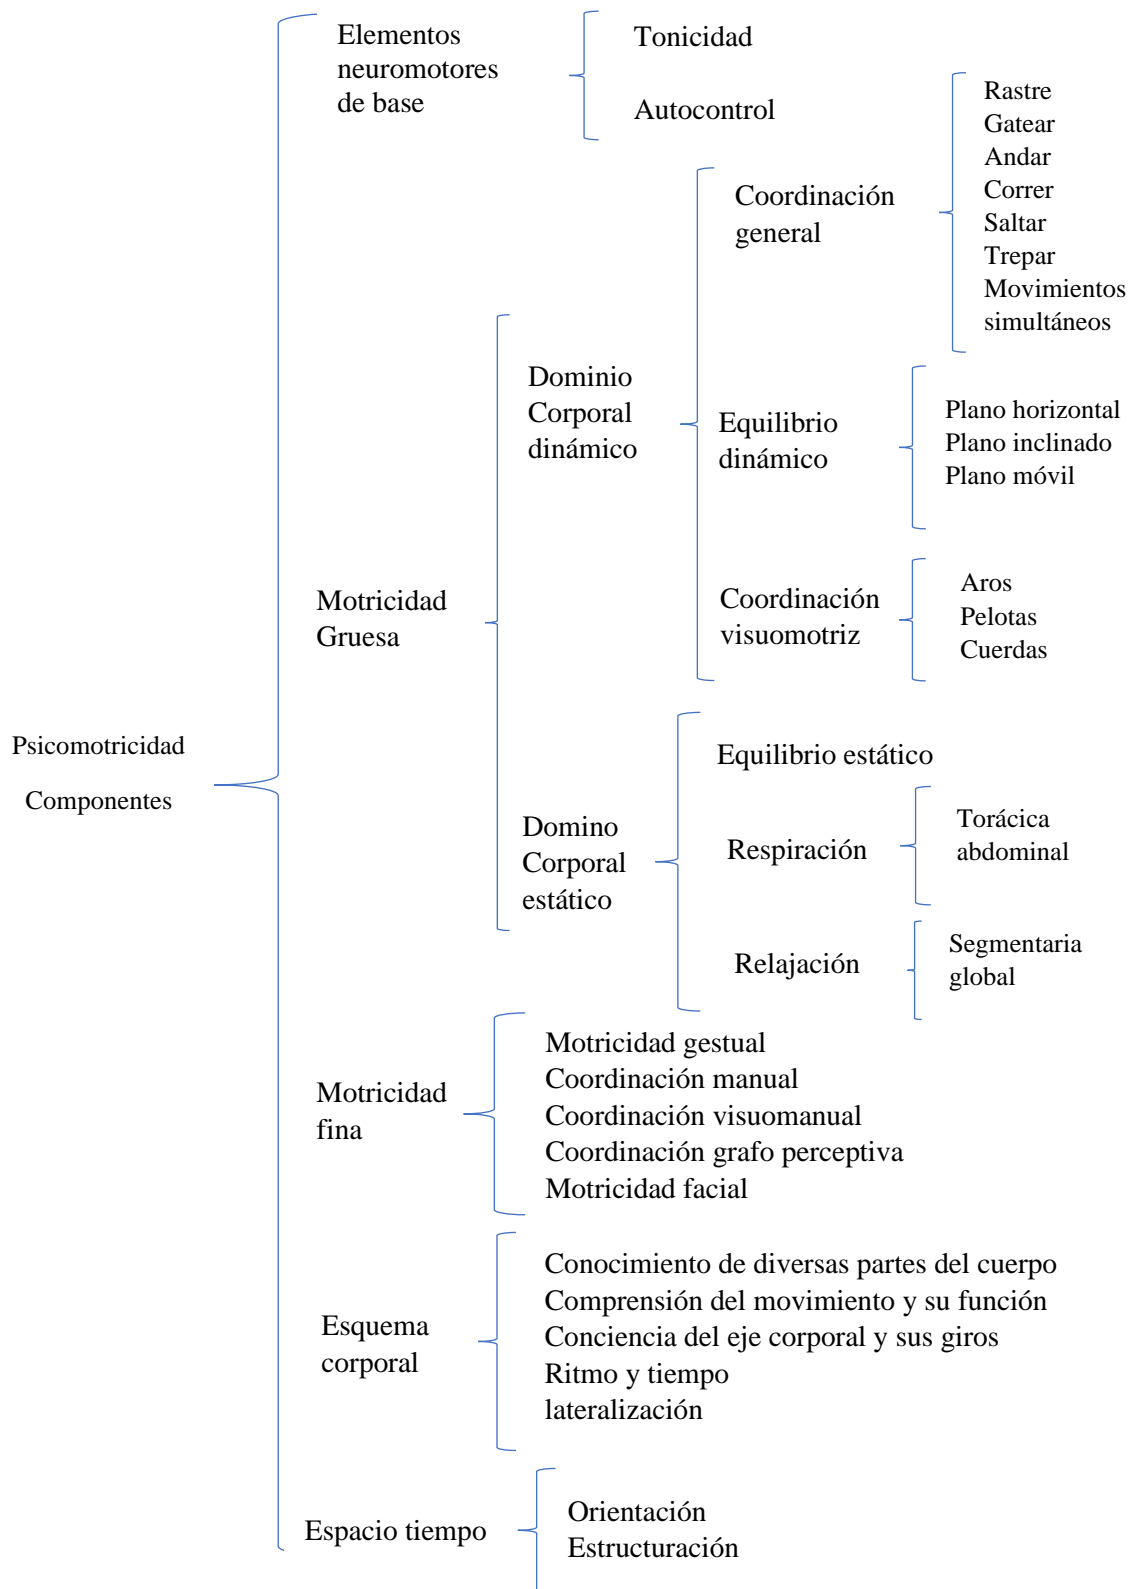 Psicomotricidad
Componentes
Elementos
neuromotores
de base
Tonicidad
Autocontrol
Motricidad
Gruesa
Dominio
Corporal
dinámico
Coordinación
general
Rastre
Gatear
Andar
Correr
Saltar
Trepar
Movimientos
simultáneos
Equilibrio
dinámico
Plano horizontal
Plano inclinado
Plano móvil
Coordinación
visuomotriz
Aros
Pelotas
Cuerdas
Domino
Corporal
estático
Equilibrio estático
Respiración
Torácica
abdominal
Relajación
Segmentaria
global
Motricidad
fina
Motricidad gestual
Coordinación manual
Coordinación visuomanual
Coordinación grafo perceptiva
Motricidad facial
Esquema
corporal
Conocimiento de diversas partes del cuerpo
Comprensión del movimiento y su función
Conciencia del eje corporal y sus giros
Ritmo y tiempo
lateralización
Espacio tiempo
Orientación
Estructuración